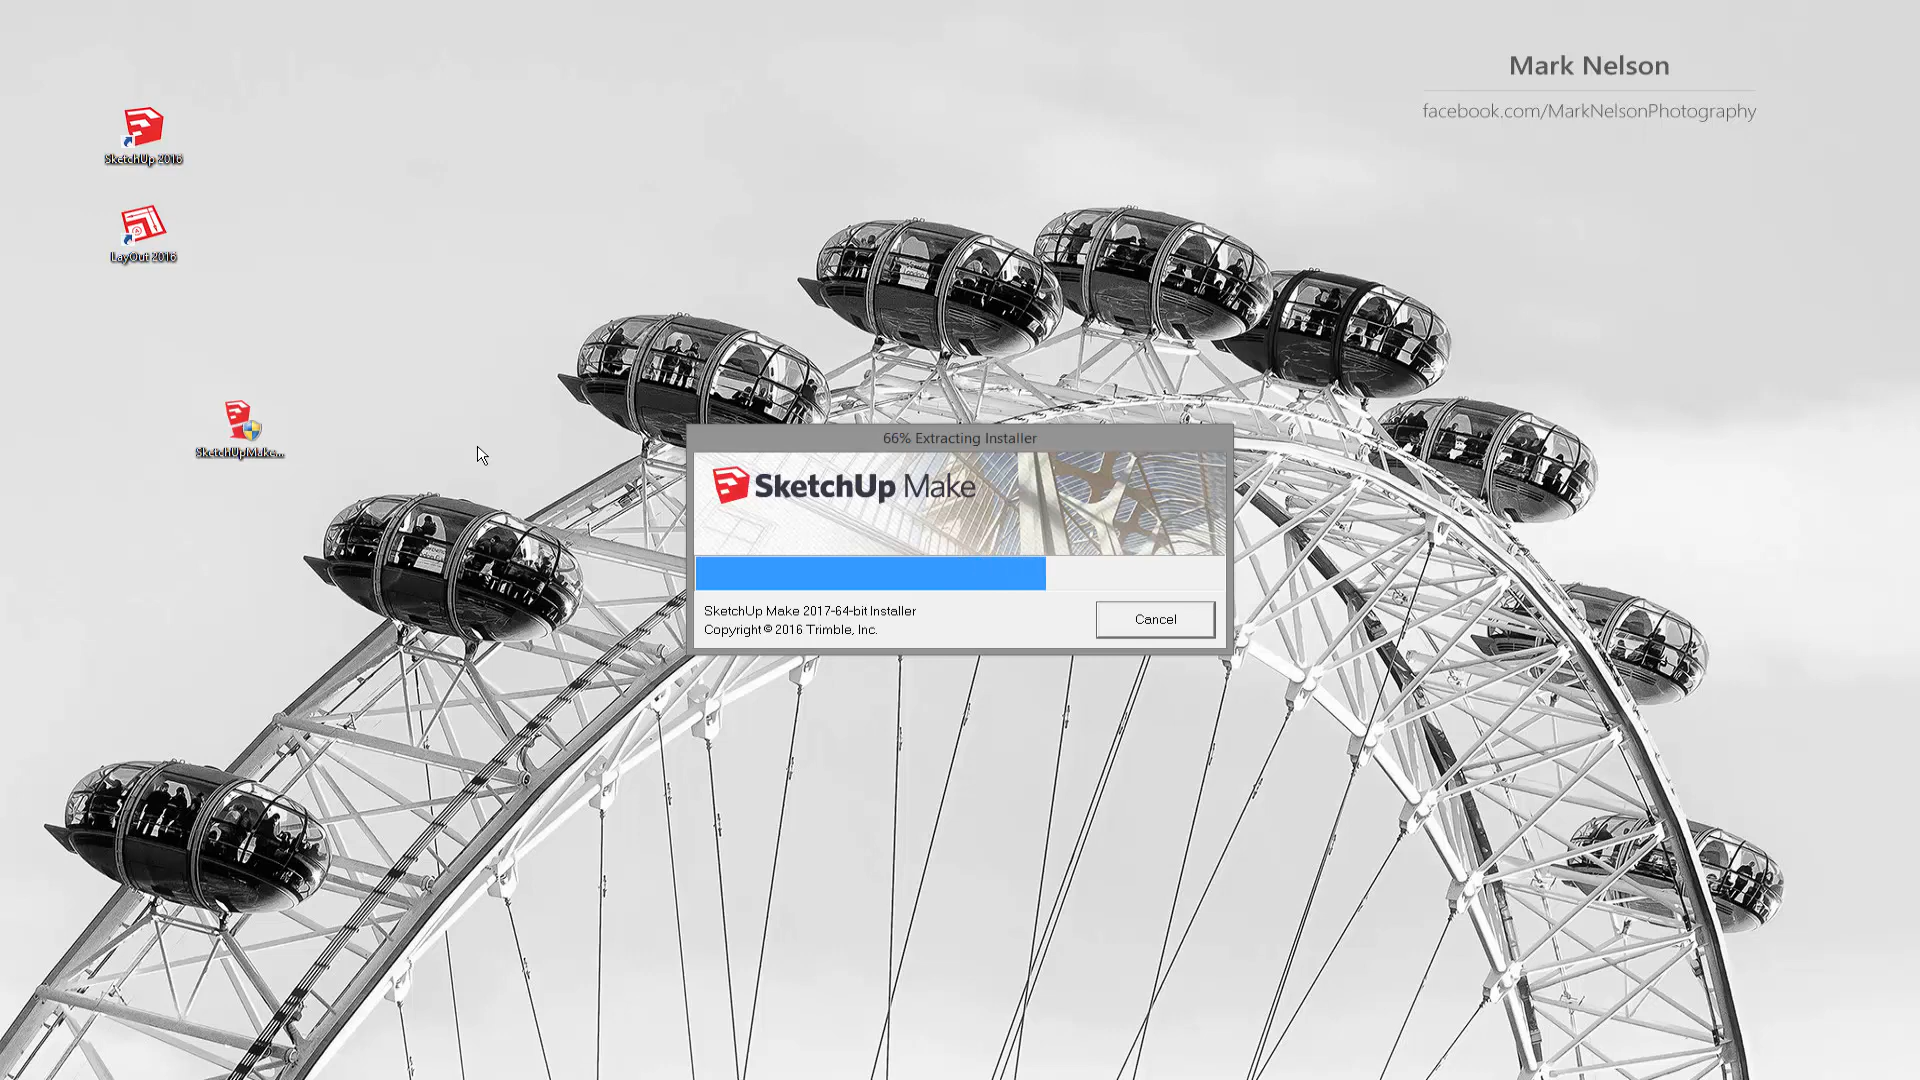 Mark Nelson
facebook.com/MarkNelsonPhotography
SketchUp 2016
LayOut 2016
SketchUpMake...
66% Extracting Installer
SketchUp Make
SketchUp Make 2017-64-bit Installer
Copyright © 2016 Trimble, Inc.
Cancel